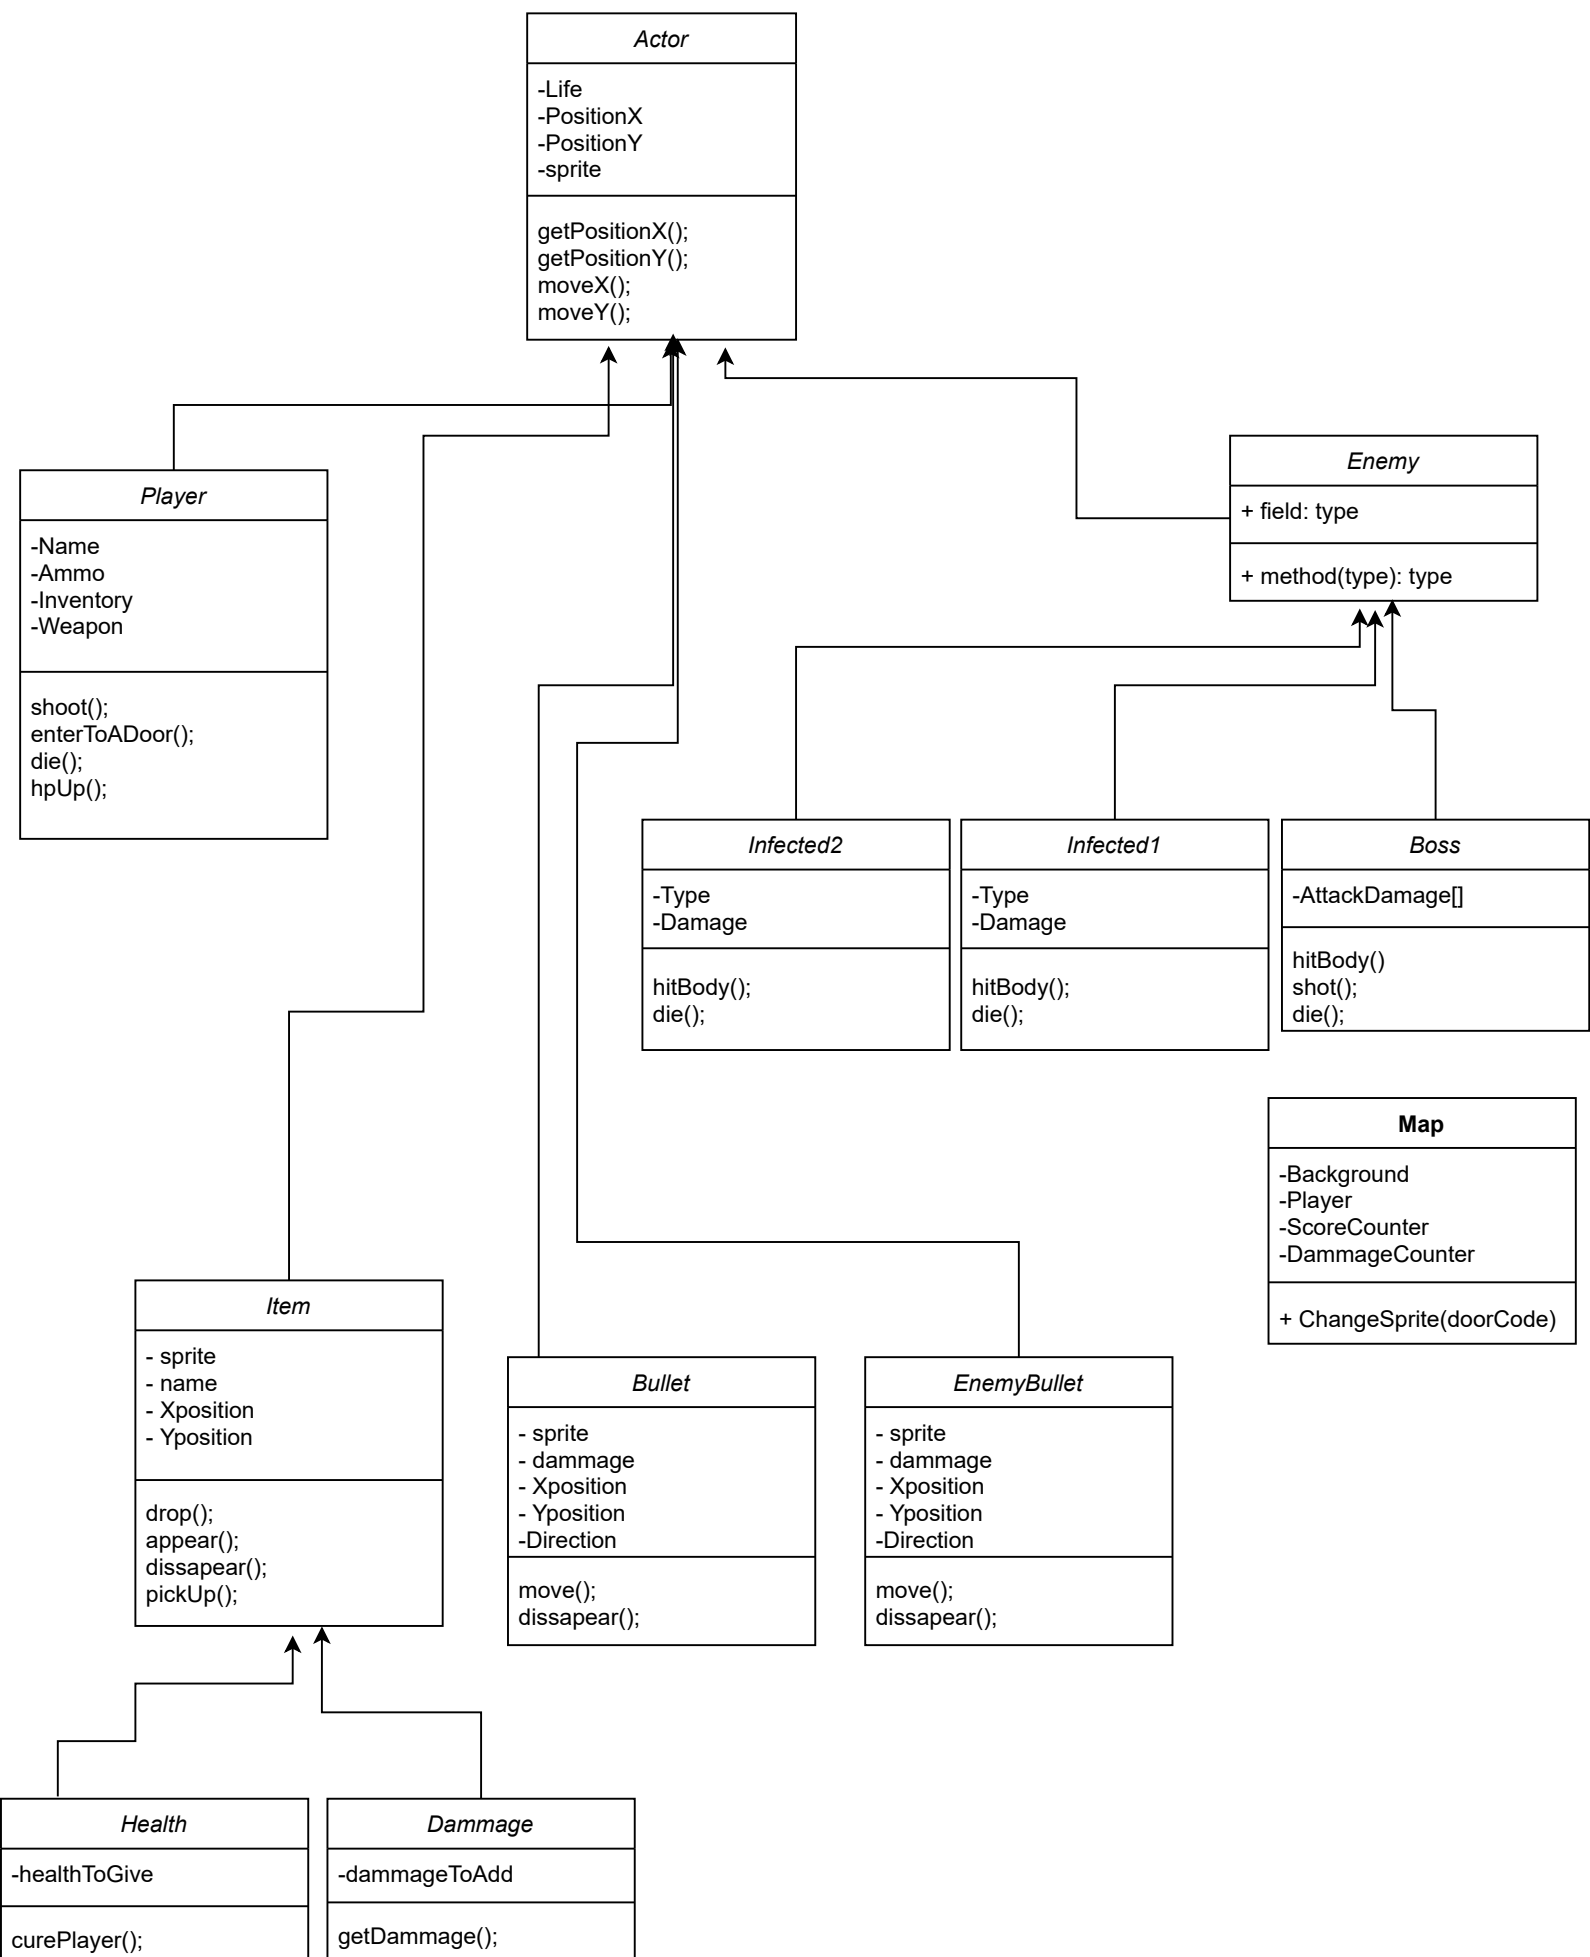 Actor
-Life
-PositionX
-PositionY
-sprite
getPositionX();
getPositionY();
moveX();
moveY();
Player
-Name
-Ammo
-Inventory
-Weapon
shoot();
enterToADoor();
die();
hpUp();
Enemy
+ field: type
+ method(type): type
Infected2
-Type
-Damage
hitBody();
die();
Infected1
-Type
-Damage
hitBody();
die();
Boss
-AttackDamage[]
hitBody()
shot();
die();
Map
-Background
-Player
-ScoreCounter
-DammageCounter
+ ChangeSprite(doorCode)
Item
- sprite
- name
- Xposition
- Yposition
drop();
appear();
dissapear();
pickUp();
Bullet
- sprite
- dammage
- Xposition
- Yposition
-Direction
move();
dissapear();
EnemyBullet
- sprite
- dammage
- Xposition
- Yposition
-Direction
move();
dissapear();
Health
-healthToGive
curePlayer();
Dammage
-dammageToAdd
getDammage();